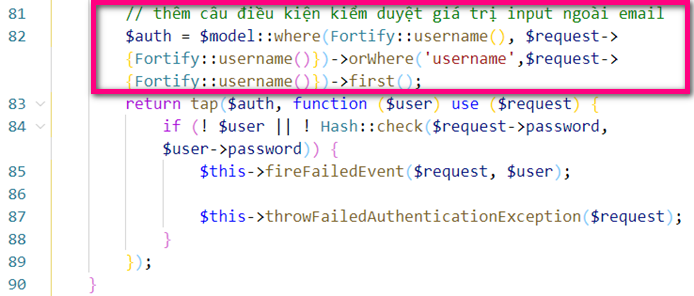 81 // thêm câu điều kiện kiểm duyệt giá trị input ngoài email
82 $auth = $model::where(Fortify::username(), $request->
{Fortify::username()})->orWhere('username',$request->
{Fortify::username()})->first();
83 return tap($auth, function ($user) use ($request) {
84 if (! $user || ! Hash::check($request->password,
$user->password)) {
85 $this->fireFailedEvent($request, $user);
86
87 $this->throwFailedAuthenticationException($request);
88 }
89 });
90 }